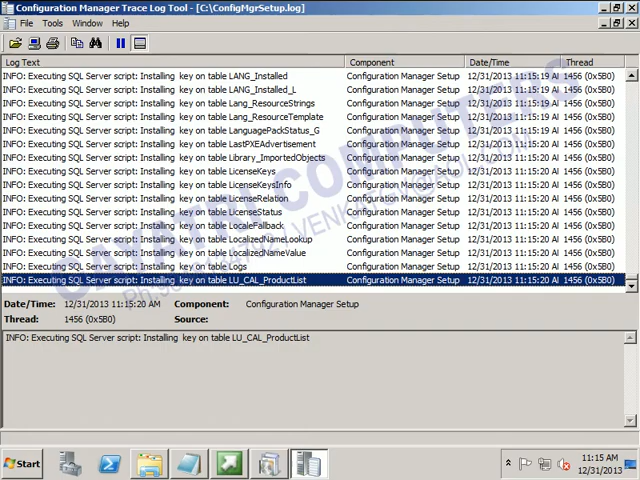 Configuration Manager Trace Log Tool - [C:\ConfigMgrSetup.log]
File Tools Window Help
Log Text Component Date/Time Thread
INFO: Executing SQL Server script: Installing key on table LANG_Installed Configuration Manager Setup 12/31/2013 11:15:19 AI 1456 (0x5B0)
INFO: Executing SQL Server script: Installing key on table LANG_Installed_L Configuration Manager Setup 12/31/2013 11:15:19 AI 1456 (0x5B0)
INFO: Executing SQL Server script: Installing key on table Lang_ResourceStrings Configuration Manager Setup 12/31/2013 11:15:19 AI 1456 (0x5B0)
INFO: Executing SQL Server script: Installing key on table Lang_ResourceTemplate Configuration Manager Setup 12/31/2013 11:15:19 AI 1456 (0x5B0)
INFO: Executing SQL Server script: Installing key on table LanguagePackStatus_G Configuration Manager Setup 12/31/2013 11:15:19 AI 1456 (0x5B0)
INFO: Executing SQL Server script: Installing key on table LastPXEAdvertisement Configuration Manager Setup 12/31/2013 11:15:20 AI 1456 (0x5B0)
INFO: Executing SQL Server script: Installing key on table Library_ImportedObjects Configuration Manager Setup 12/31/2013 11:15:20 AI 1456 (0x5B0)
INFO: Executing SQL Server script: Installing key on table LicenseKeys Configuration Manager Setup 12/31/2013 11:15:20 AI 1456 (0x5B0)
INFO: Executing SQL Server script: Installing key on table LicenseKeysInfo Configuration Manager Setup 12/31/2013 11:15:20 AI 1456 (0x5B0)
INFO: Executing SQL Server script: Installing key on table LicenseRelation Configuration Manager Setup 12/31/2013 11:15:20 AI 1456 (0x5B0)
INFO: Executing SQL Server script: Installing key on table LicenseStatus Configuration Manager Setup 12/31/2013 11:15:20 AI 1456 (0x5B0)
INFO: Executing SQL Server script: Installing key on table LocaleFallback Configuration Manager Setup 12/31/2013 11:15:20 AI 1456 (0x5B0)
INFO: Executing SQL Server script: Installing key on table LocalizedNameLookup Configuration Manager Setup 12/31/2013 11:15:20 AI 1456 (0x5B0)
INFO: Executing SQL Server script: Installing key on table LocalizedNameValue Configuration Manager Setup 12/31/2013 11:15:20 AI 1456 (0x5B0)
INFO: Executing SQL Server script: Installing key on table Logs Configuration Manager Setup 12/31/2013 11:15:20 AI 1456 (0x5B0)
INFO: Executing SQL Server script: Installing key on table LU_CAL_ProductList Configuration Manager Setup 12/31/2013 11:15:20 AI 1456 (0x5B0)
Date/Time: 12/31/2013 11:15:20 AM Component: Configuration Manager Setup
Thread: 1456 (0x5B0) Source:
INFO: Executing SQL Server script: Installing key on table LU_CAL_ProductList
Start
11:15 AM
12/31/2013
GAYATRI COMPUTERS